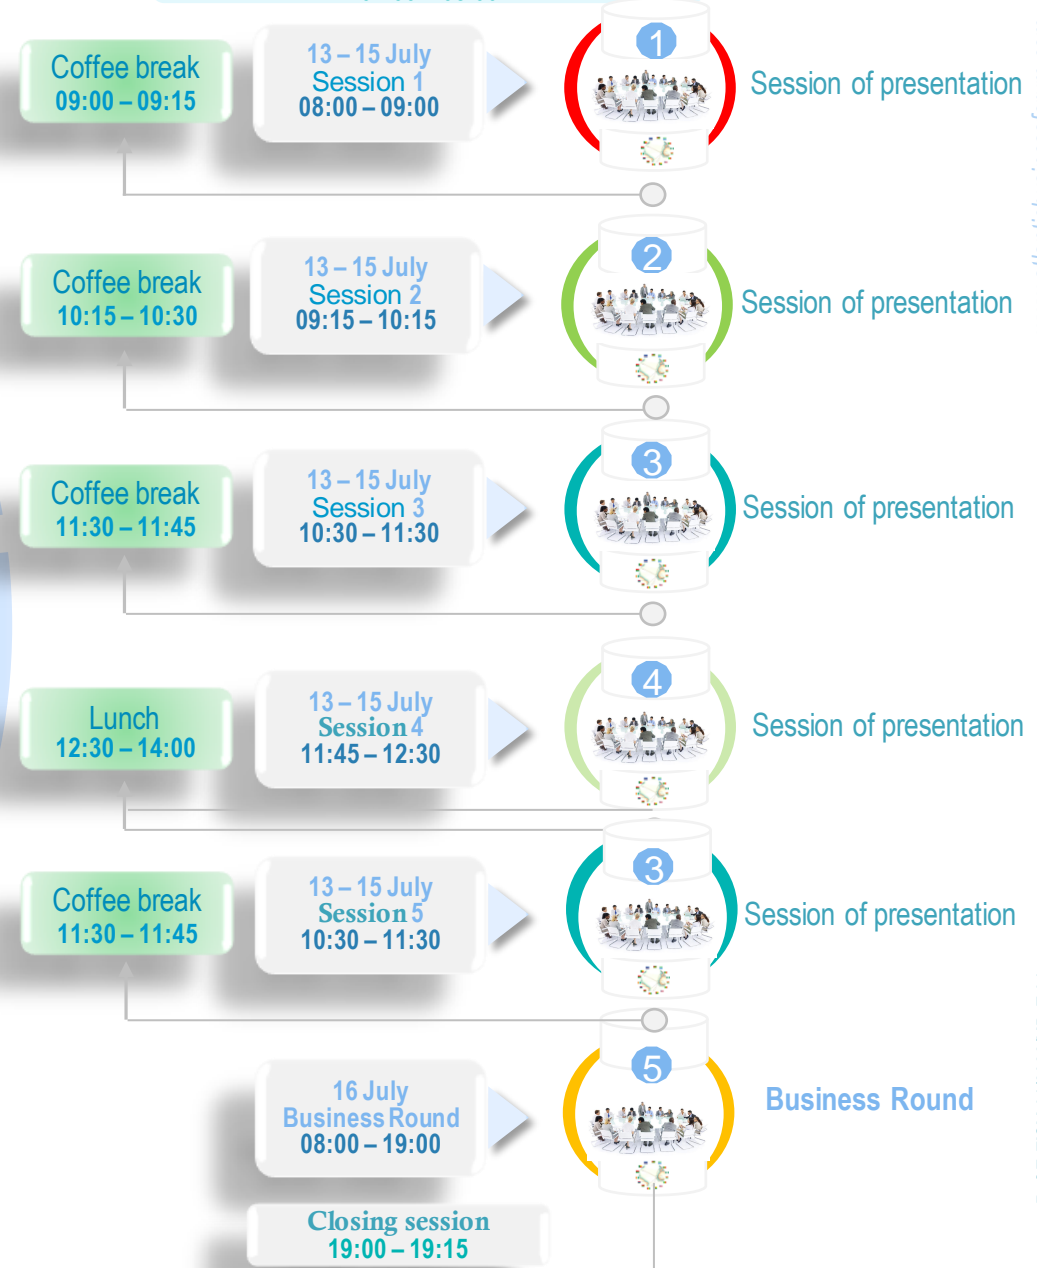 Coffee break
09:00 – 09:15
13 – 15 July
Session 1
08:00 – 09:00
1
Session of presentation
Coffee break
10:15 – 10:30
13 – 15 July
Session 2
09:15 – 10:15
2
Session of presentation
Coffee break
11:30 – 11:45
13 – 15 July
Session 3
10:30 – 11:30
3
Session of presentation
Lunch
12:30 – 14:00
13 – 15 July
Session 4
11:45 – 12:30
4
Session of presentation
Coffee break
11:30 – 11:45
13 – 15 July
Session 5
10:30 – 11:30
3
Session of presentation
16 July
Business Round
08:00 – 19:00
5
Business Round
Closing session
19:00 – 19:15